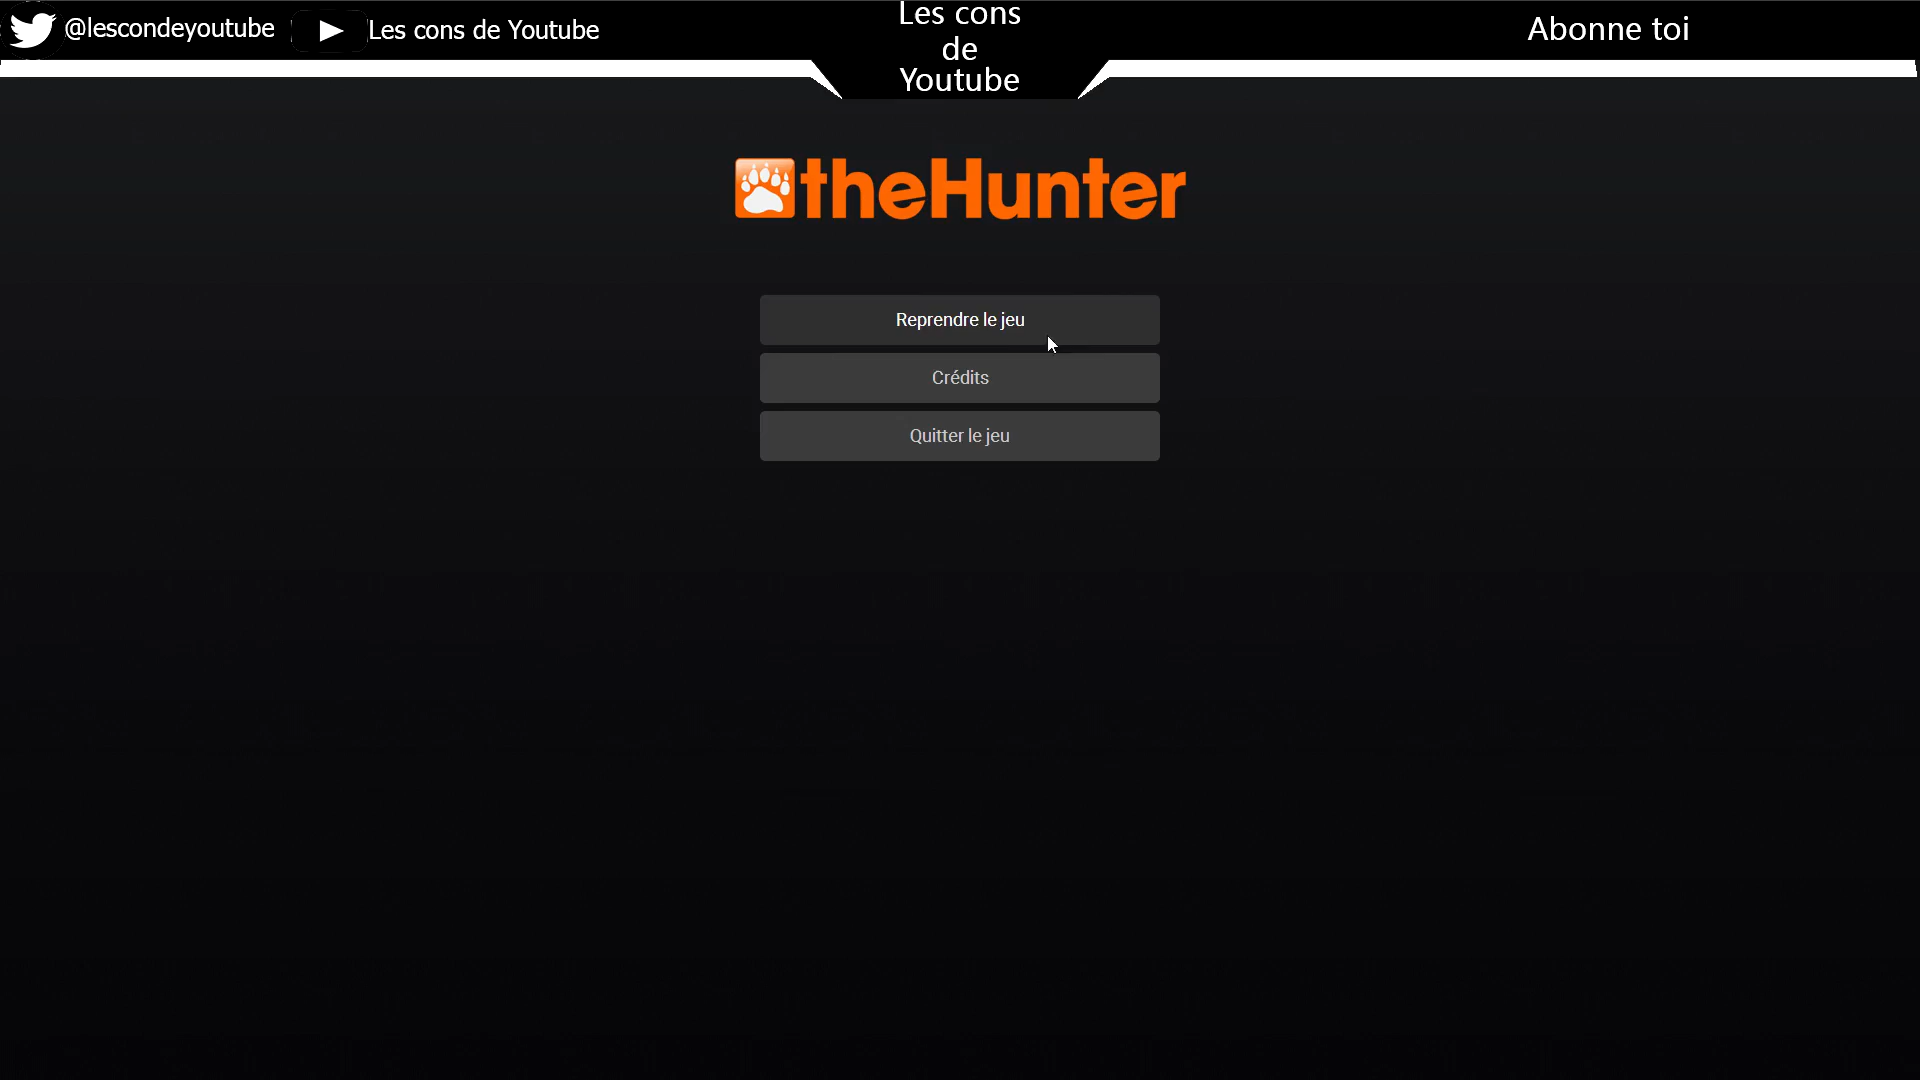 @lescondeyoutube
Les cons de Youtube
Les cons
de
Youtube
Abonne toi
theHunter
Reprendre le jeu
Crédits
Quitter le jeu